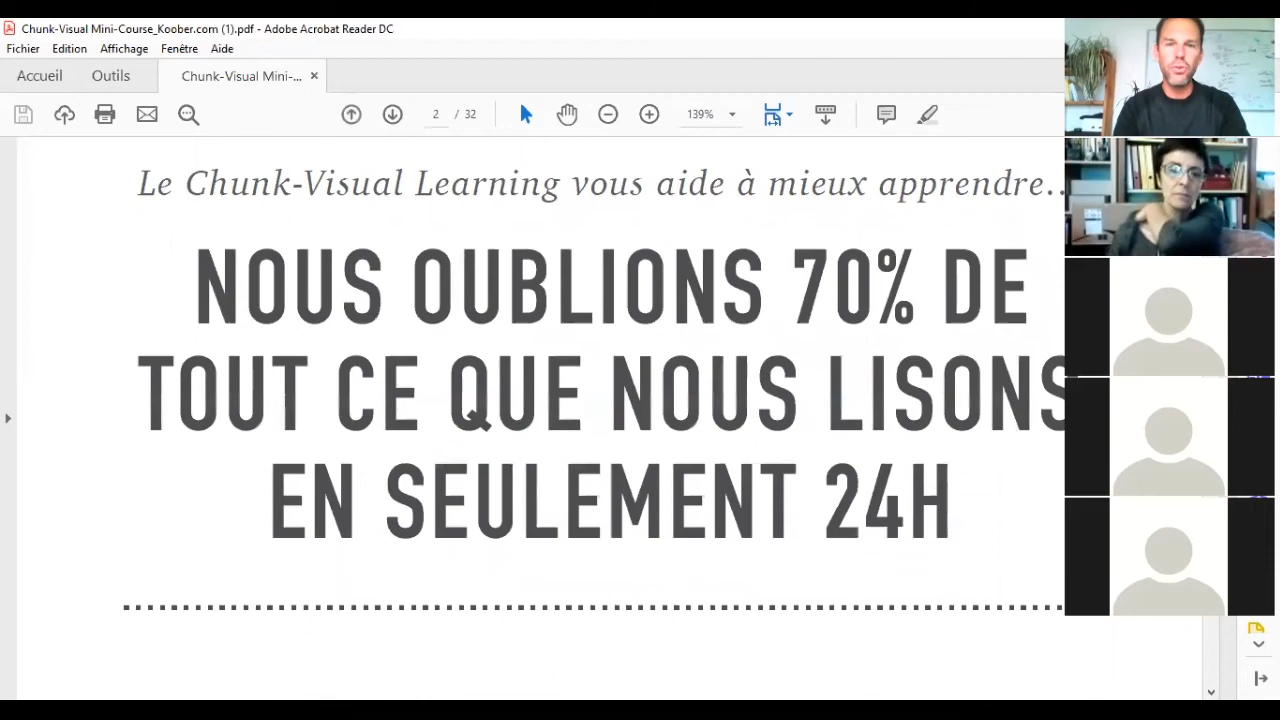 Chunk-Visual Mini-Course_Koober.com (1).pdf - Adobe Acrobat Reader DC
Fichier Edition Affichage Fenêtre Aide
Accueil Outils Chunk-Visual Mini-... ×
2 / 32 139%
Le Chunk-Visual Learning vous aide à mieux apprendre..
NOUS OUBLIONS 70% DE
TOUT CE QUE NOUS LISONS
EN SEULEMENT 24H